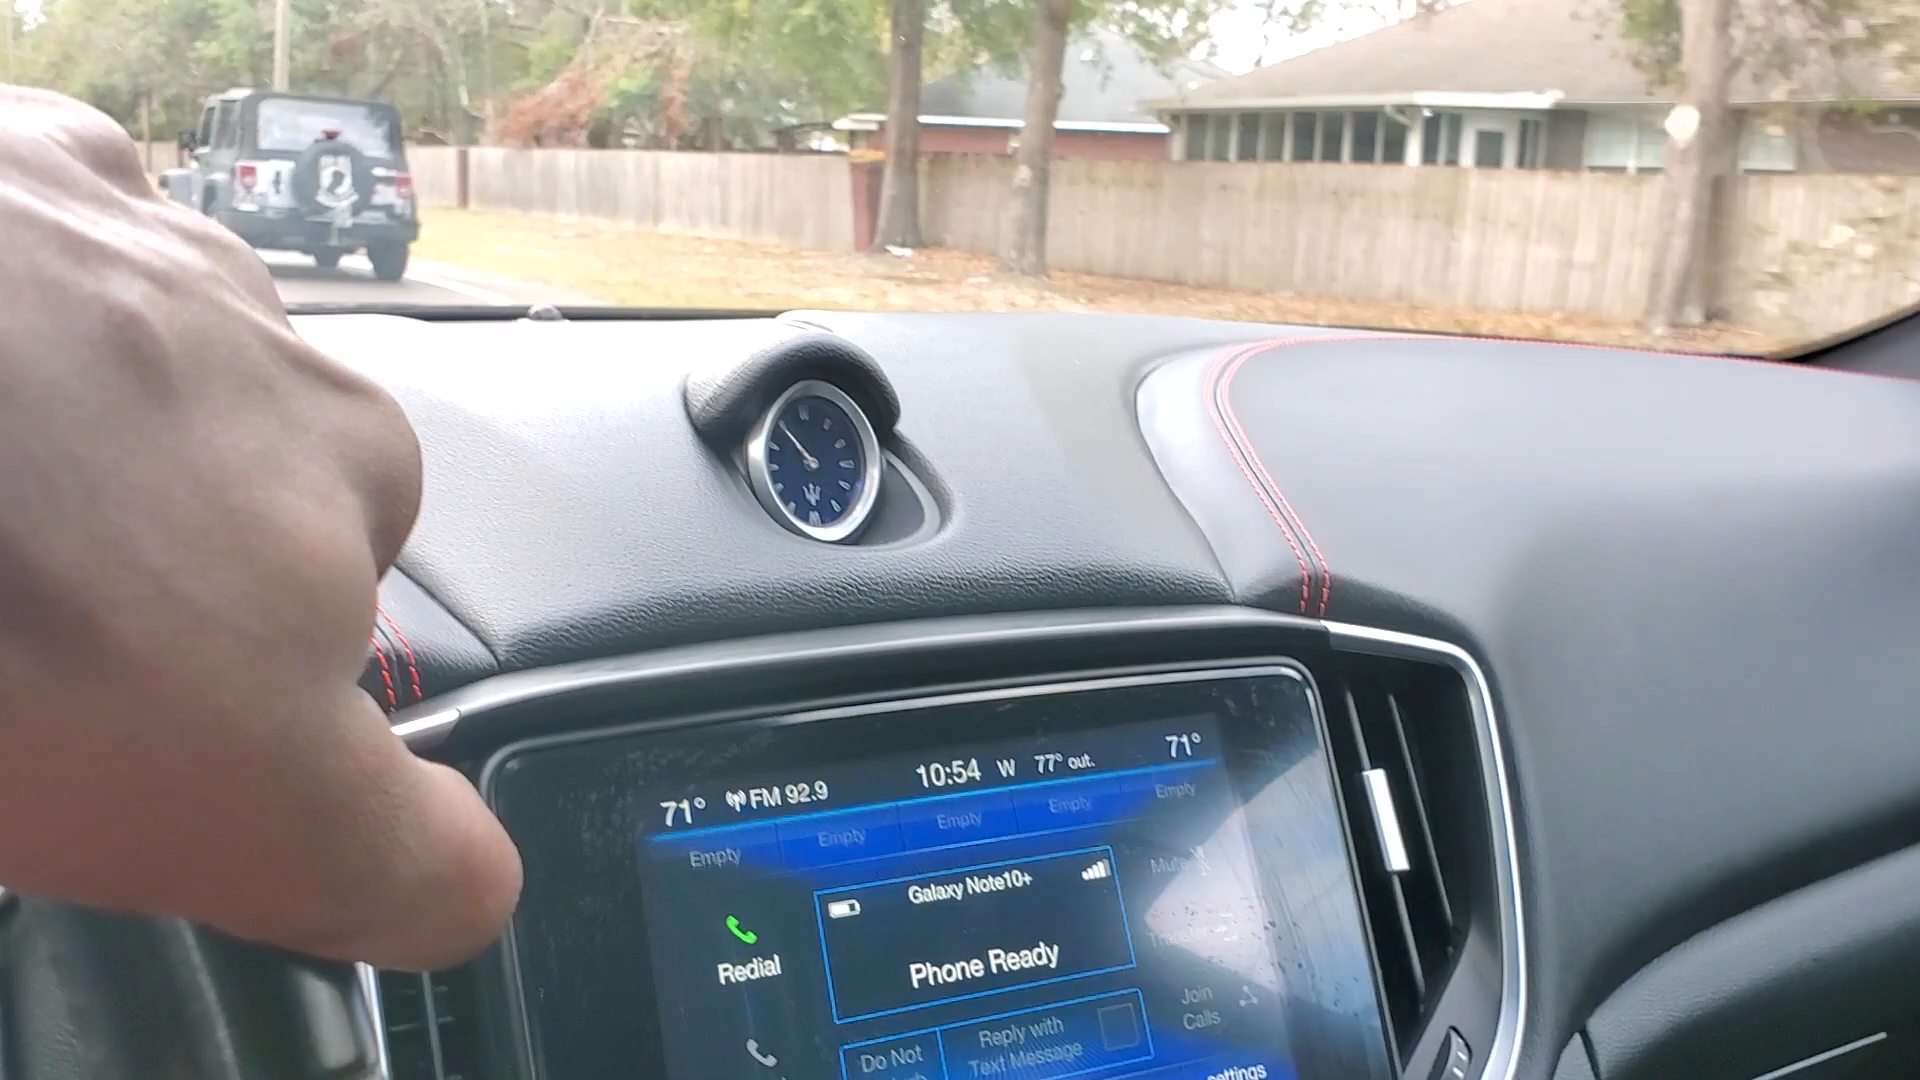 71° FM 92.9 10:54 W 77° out. 71°
Empty Empty Empty Empty Empty
Galaxy Note10+
Mute
Redial
Phone Ready
Join
Calls
Do Not
Reply with
Text Message
settings